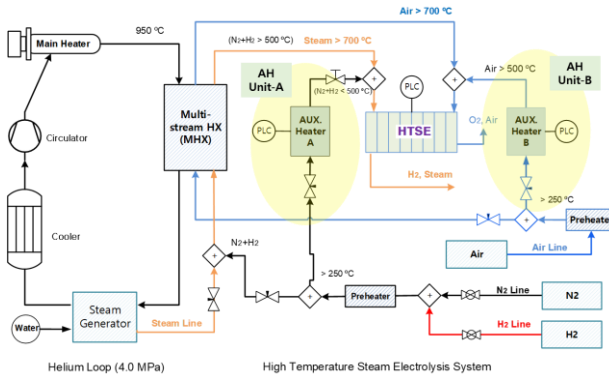 Air > 700 ºC
950 ºC
(N2+H2 > 500 ºC)
Steam > 700 ºC
Main Heater
AH
Unit-A
AH
Unit-B
Air > 500 ºC
(N2+H2 < 500 ºC)
PLC
Multi-
stream HX
(MHX)
PLC
AUX.
Heater
A
HTSE
O2, Air
AUX.
Heater
B
PLC
Circulator
H2, Steam
> 250 ºC
Cooler
Preheater
Air
Air Line
N2+H2
> 250 ºC
Preheater
N2 Line
N2
Steam
Generator
Water
Steam Line
H2 Line
H2
Helium Loop (4.0 MPa)
High Temperature Steam Electrolysis System